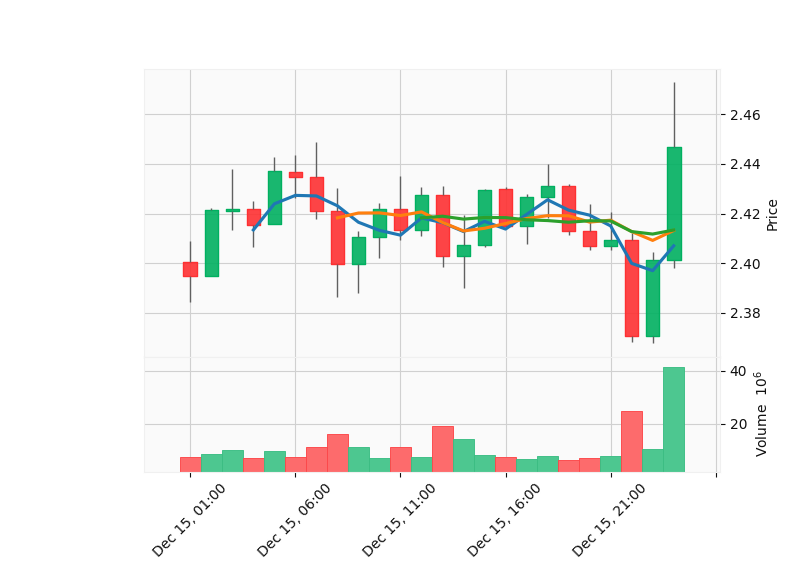 2.46
2.44
2.42
2.40
2.38
Price
40
20
Volume 10⁶
Dec 15, 01:00
Dec 15, 06:00
Dec 15, 11:00
Dec 15, 16:00
Dec 15, 21:00